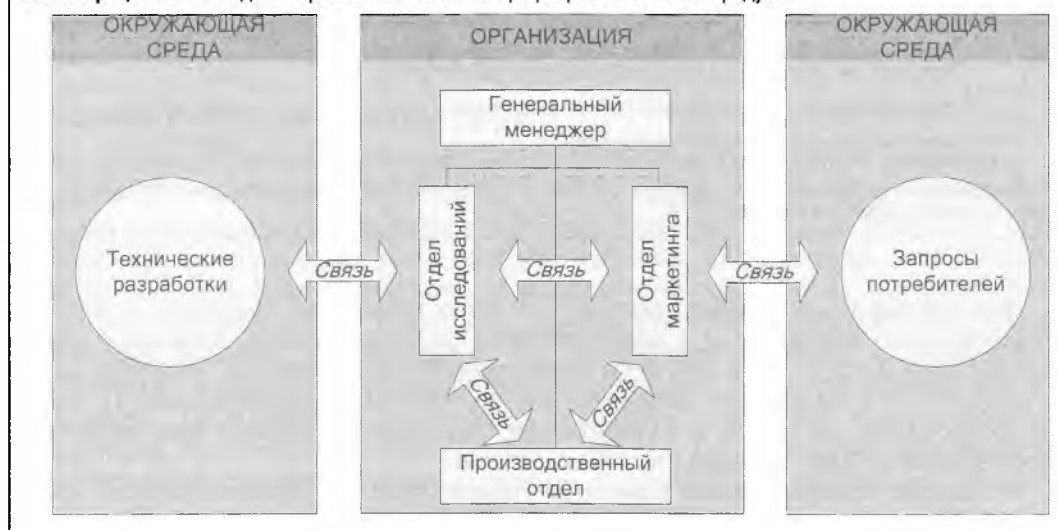 ОКРУЖАЮЩАЯ
СРЕДА
ОРГАНИЗАЦИЯ
ОКРУЖАЮЩАЯ
СРЕДА
Генеральный
менеджер
Технические
разработки
Связь
Отдел
исследований
Связь
Отдел
маркетинга
Связь
Запросы
потребителей
Связь
Связь
Производственный
отдел